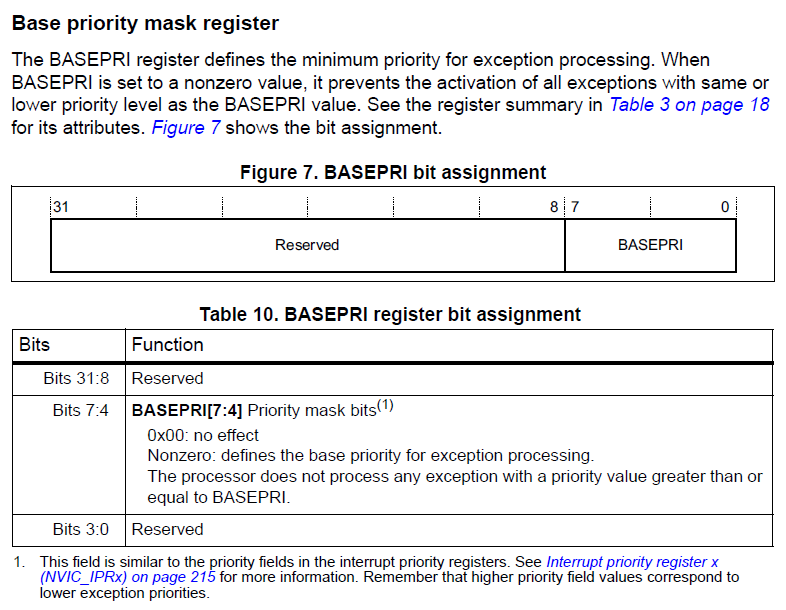 Base priority mask register
The BASEPRI register defines the minimum priority for exception processing. When
BASEPRI is set to a nonzero value, it prevents the activation of all exceptions with same or
lower priority level as the BASEPRI value. See the register summary in Table 3 on page 18
for its attributes. Figure 7 shows the bit assignment.
Figure 7. BASEPRI bit assignment
31 8 7 0
Reserved BASEPRI
Table 10. BASEPRI register bit assignment
Bits Function
Bits 31:8 Reserved
Bits 7:4 BASEPRI[7:4] Priority mask bits(1)
0x00: no effect
Nonzero: defines the base priority for exception processing.
The processor does not process any exception with a priority value greater than or
equal to BASEPRI.
Bits 3:0 Reserved
1. This field is similar to the priority fields in the interrupt priority registers. See Interrupt priority register x
(NVIC_IPRx) on page 215 for more information. Remember that higher priority field values correspond to
lower exception priorities.